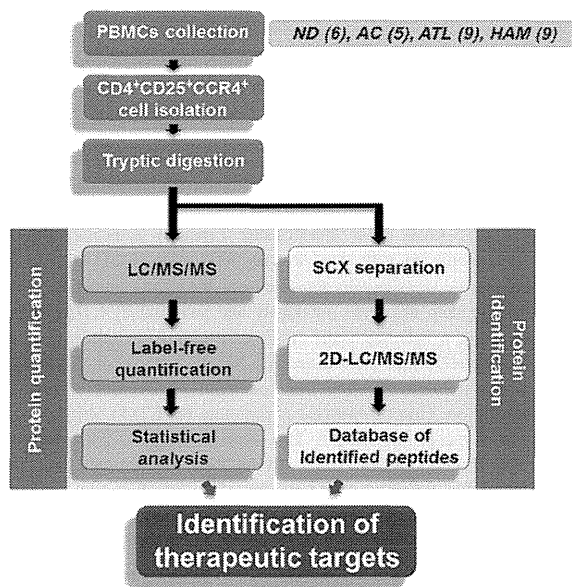 PBMCs collection
ND (6), AC (5), ATL (9), HAM (9)
CD4+CD25+CCR4+
cell isolation
Tryptic digestion
Protein quantification
LC/MS/MS
Label-free
quantification
Statistical
analysis
SCX separation
2D-LC/MS/MS
Database of
identified peptides
Protein
identification
Identification of
therapeutic targets